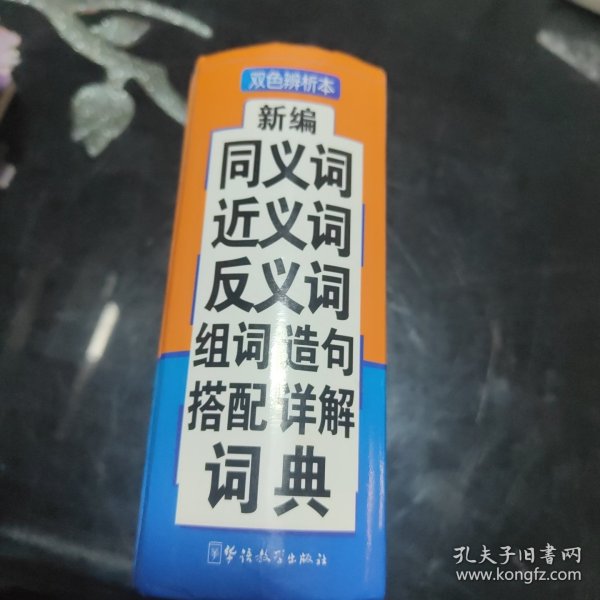 双色辨析本
新编
同义词
近义词
反义词
组词 造句
搭配 详解
词典
华语教学出版社
孔夫子旧书网
www.kongfz.com